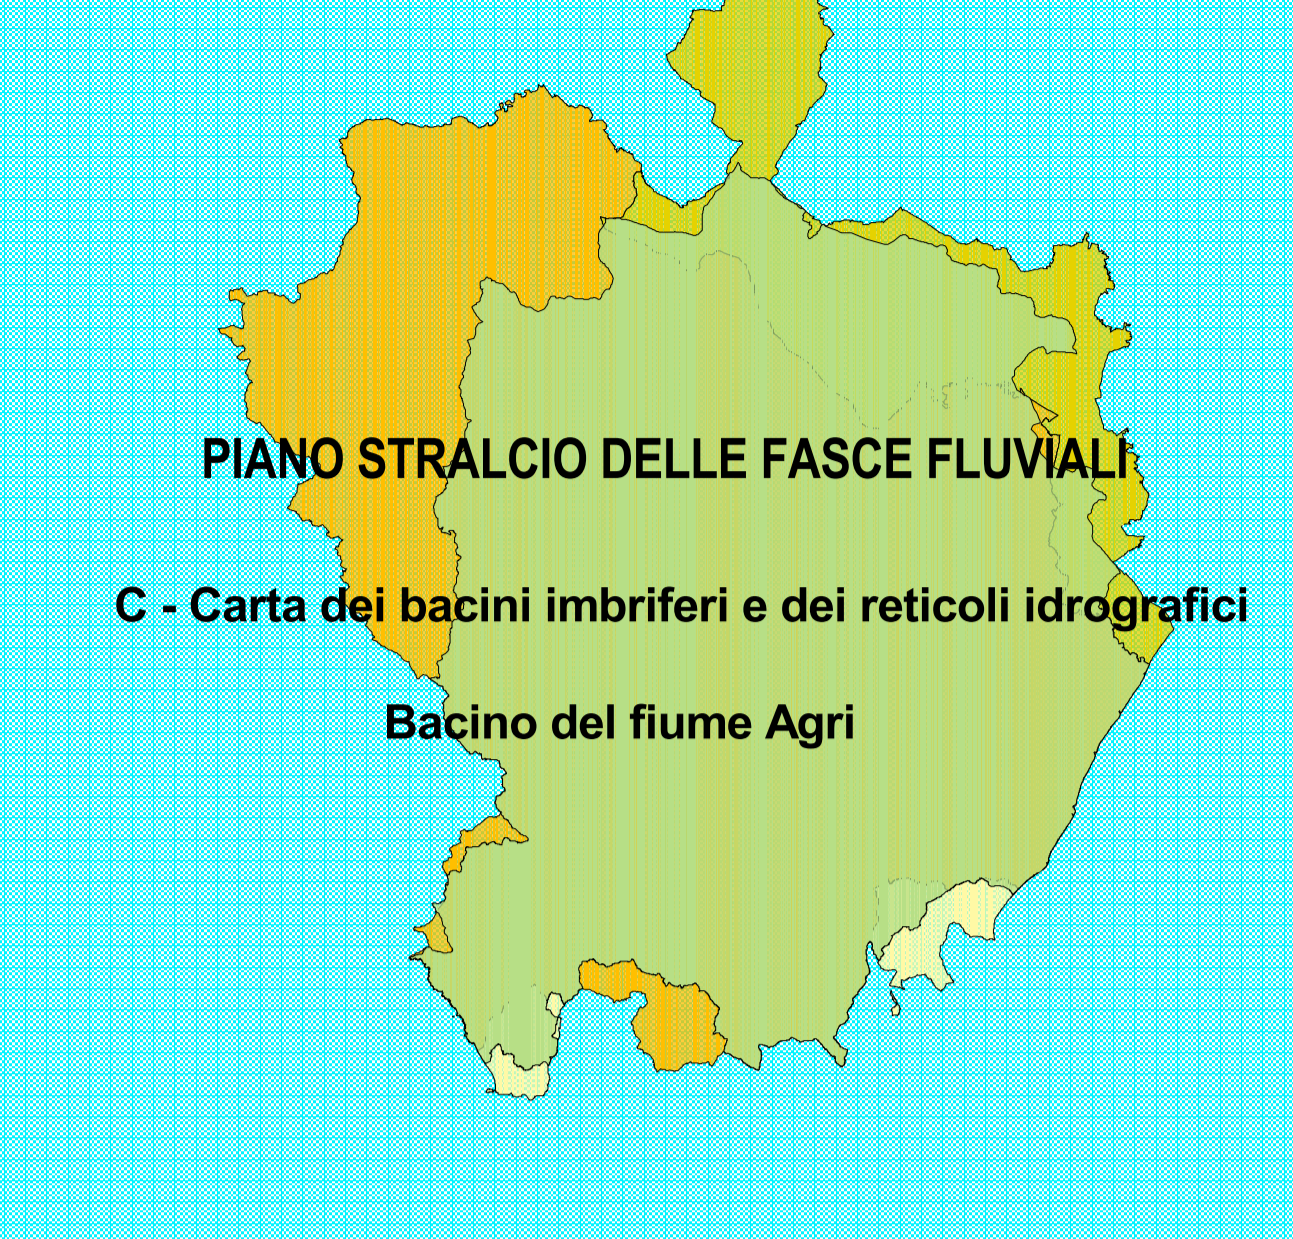 PIANO STRALCIO DELLE FASCE FLUVIALI
C - Carta dei bacini imbriferi e dei reticoli idrografici
Bacino del fiume Agri